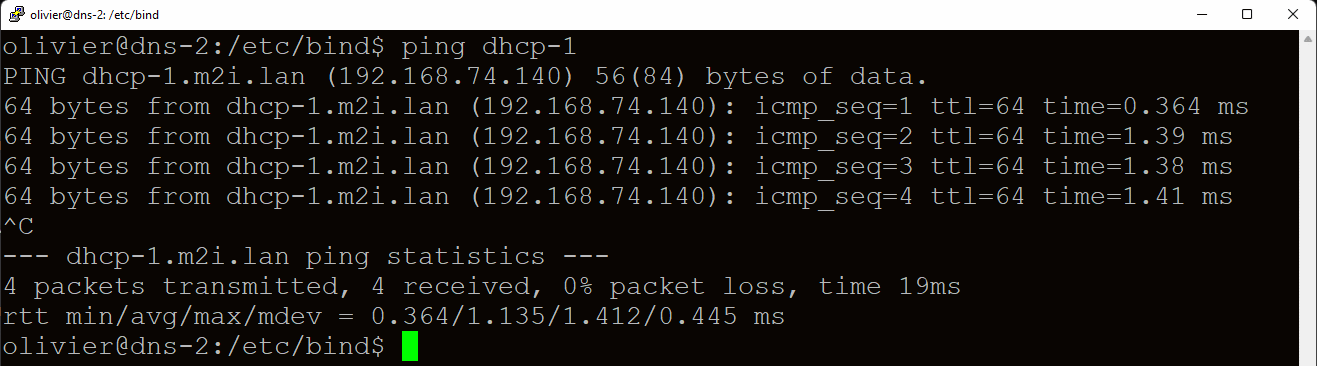 olivier@dns-2: /etc/bind
olivier@dns-2:/etc/bind$ ping dhcp-1
PING dhcp-1.m2i.lan (192.168.74.140) 56(84) bytes of data.
64 bytes from dhcp-1.m2i.lan (192.168.74.140): icmp_seq=1 ttl=64 time=0.364 ms
64 bytes from dhcp-1.m2i.lan (192.168.74.140): icmp_seq=2 ttl=64 time=1.39 ms
64 bytes from dhcp-1.m2i.lan (192.168.74.140): icmp_seq=3 ttl=64 time=1.38 ms
64 bytes from dhcp-1.m2i.lan (192.168.74.140): icmp_seq=4 ttl=64 time=1.41 ms
^C
--- dhcp-1.m2i.lan ping statistics ---
4 packets transmitted, 4 received, 0% packet loss, time 19ms
rtt min/avg/max/mdev = 0.364/1.135/1.412/0.445 ms
olivier@dns-2:/etc/bind$